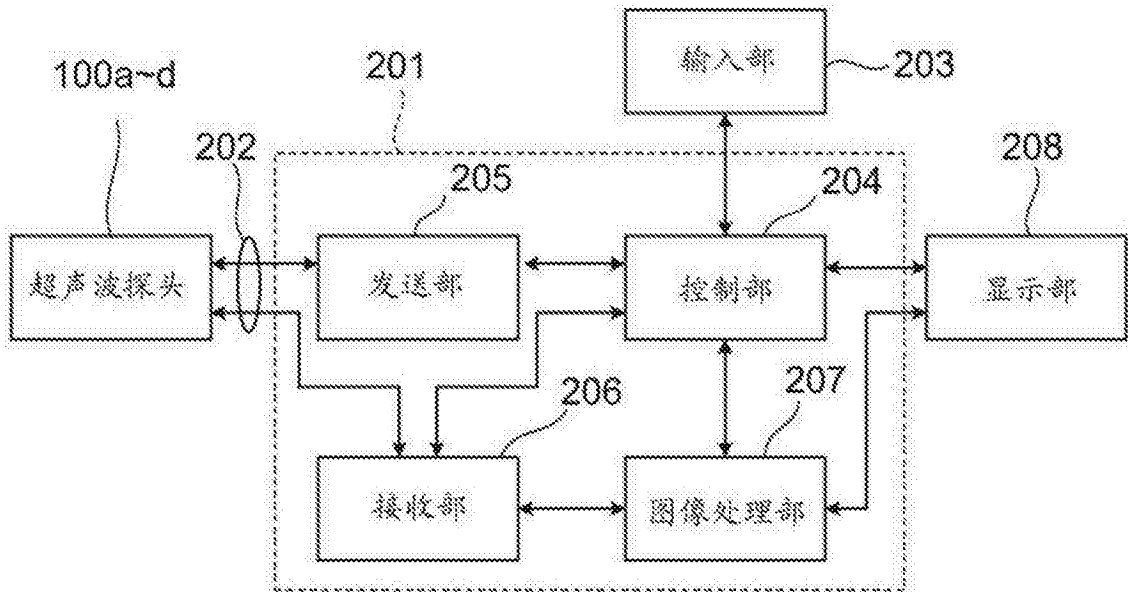 输入部
203
100a~d
201
202
205
204
208
超声波探头
发送部
控制部
显示部
206
207
接收部
图像处理部